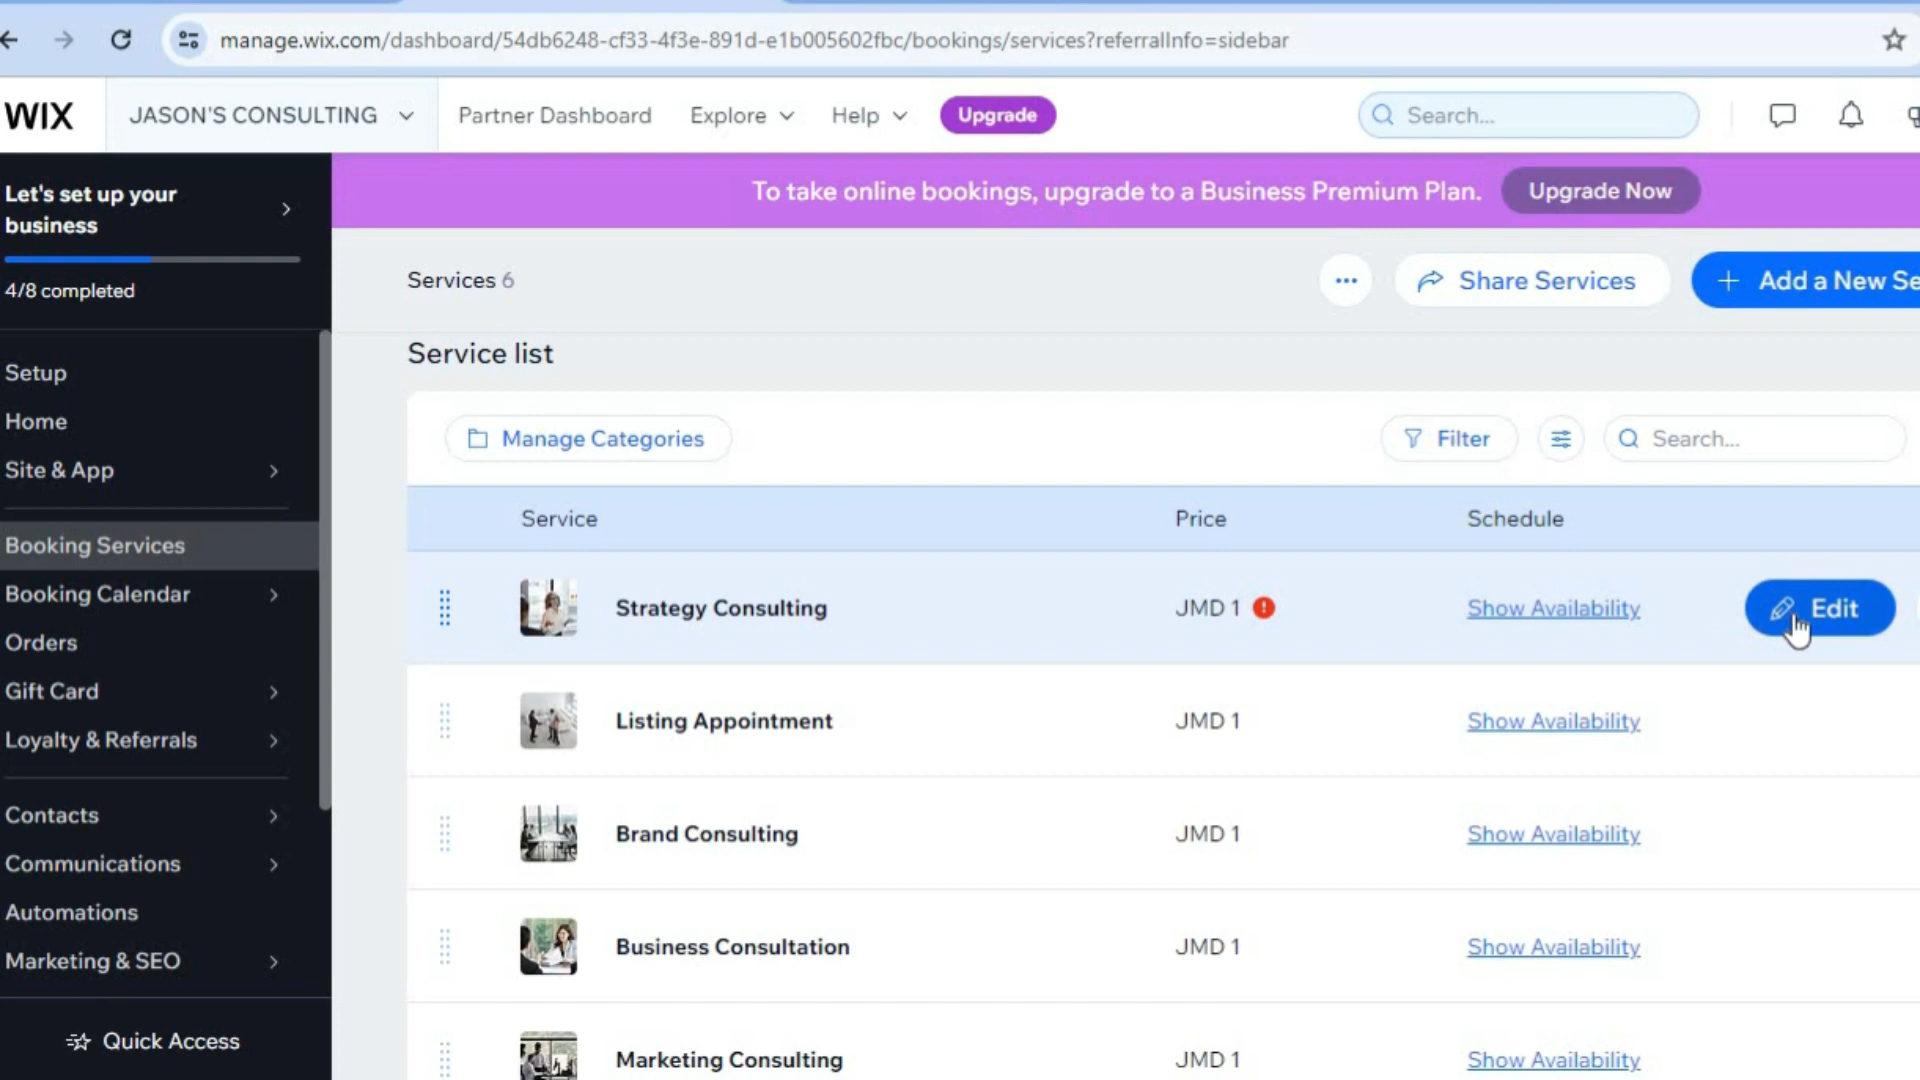 manage.wix.com/dashboard/54db6248-cf33-4f3e-891d-e1b005602fbc/bookings/services?referralInfo=sidebar
WIX
JASON'S CONSULTING
Partner Dashboard
Explore
Help
Upgrade
Search...
Let's set up your
business
4/8 completed
To take online bookings, upgrade to a Business Premium Plan.
Upgrade Now
Services 6
Share Services
+ Add a New Se
Setup
Home
Site & App
Booking Services
Booking Calendar
Orders
Gift Card
Loyalty & Referrals
Contacts
Communications
Automations
Marketing & SEO
Quick Access
Service list
Manage Categories
Filter
Search...
Service Price Schedule
Strategy Consulting JMD 1 Show Availability Edit
Listing Appointment JMD 1 Show Availability
Brand Consulting JMD 1 Show Availability
Business Consultation JMD 1 Show Availability
Marketing Consulting JMD 1 Show Availability